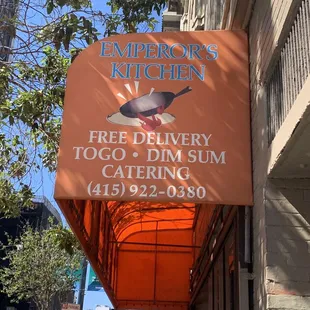 EMPEROR'S
KITCHEN
FREE DELIVERY
TOGO • DIM SUM
CATERING
(415) 922-0380